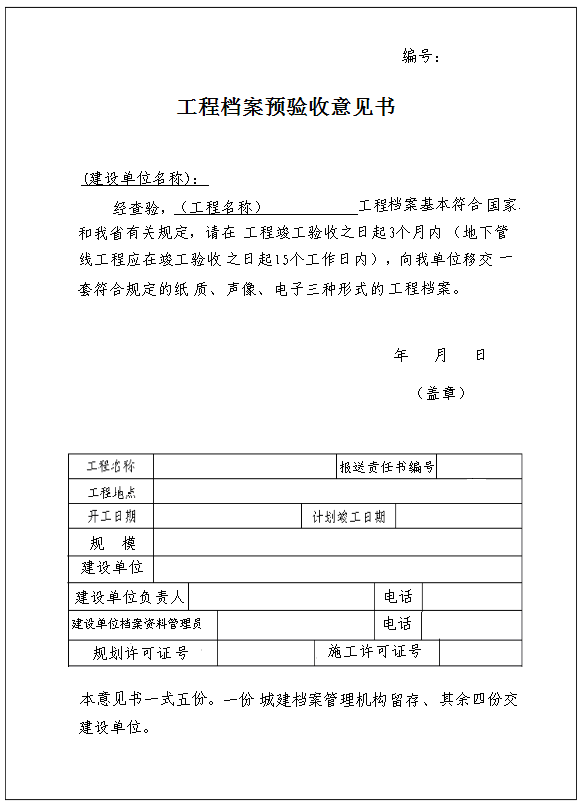 编号：
工程档案预验收意见书
(建设单位名称)：
经查验，（工程名称） 工程档案基本符合国家
和我省有关规定，请在 工程竣工验收之日起3个月内（地下管
线工程应在竣工验收之日起15个工作日内），向我单位移交一
套符合规定的纸质、声像、电子三种形式的工程档案。
年 月 日
（盖章）
工程名称 报送责任书编号
工程地点
开工日期 计划竣工日期
规 模
建设单位
建设单位负责人 电话
建设单位档案资料管理员 电话
规划许可证号 施工许可证号
本意见书一式五份。一份城建档案管理机构留存、其余四份交
建设单位。